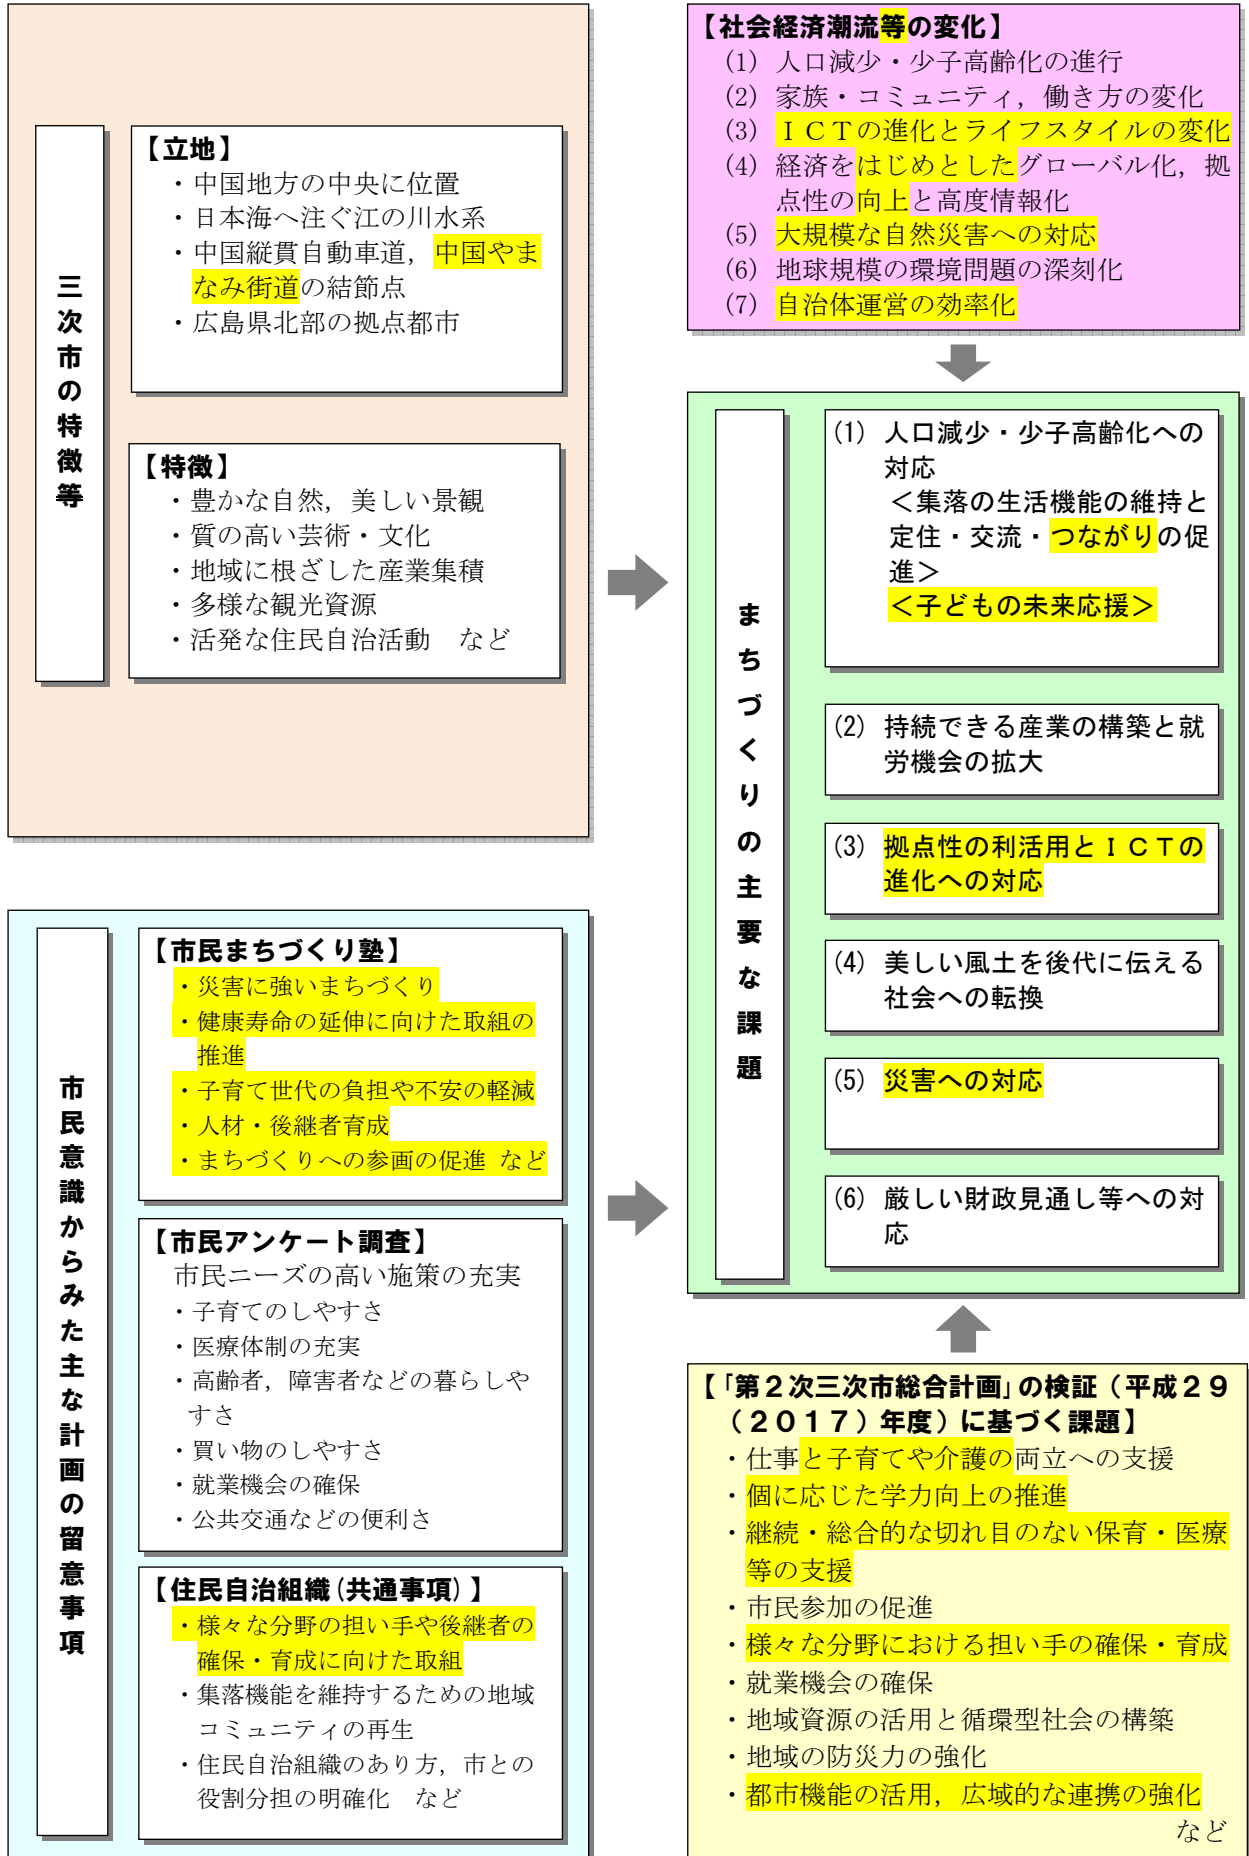 三次市の特徴等
【立地】
・中国地方の中央に位置
・日本海へ注ぐ江の川水系
・中国縦貫自動車道，中国やま
なみ街道の結節点
・広島県北部の拠点都市
【特徴】
・豊かな自然，美しい景観
・質の高い芸術・文化
・地域に根ざした産業集積
・多様な観光資源
・活発な住民自治活動　など
市民意識からみた主な計画の留意事項
【市民まちづくり塾】
・災害に強いまちづくり
・健康寿命の延伸に向けた取組の
推進
・子育て世代の負担や不安の軽減
・人材・後継者育成
・まちづくりへの参画の促進 など
【市民アンケート調査】
市民ニーズの高い施策の充実
・子育てのしやすさ
・医療体制の充実
・高齢者，障害者などの暮らしや
すさ
・買い物のしやすさ
・就業機会の確保
・公共交通などの便利さ
【住民自治組織(共通事項)】
・様々な分野の担い手や後継者の
確保・育成に向けた取組
・集落機能を維持するための地域
コミュニティの再生
・住民自治組織のあり方，市との
役割分担の明確化　など
【社会経済潮流等の変化】
(1) 人口減少・少子高齢化の進行
(2) 家族・コミュニティ，働き方の変化
(3) ＩＣＴの進化とライフスタイルの変化
(4) 経済をはじめとしたグローバル化，拠
点性の向上と高度情報化
(5) 大規模な自然災害への対応
(6) 地球規模の環境問題の深刻化
(7) 自治体運営の効率化
まちづくりの主要な課題
(1) 人口減少・少子高齢化への
対応
＜集落の生活機能の維持と
定住・交流・つながりの促
進＞
＜子どもの未来応援＞
(2) 持続できる産業の構築と就
労機会の拡大
(3) 拠点性の利活用とＩＣＴの
進化への対応
(4) 美しい風土を後代に伝える
社会への転換
(5) 災害への対応
(6) 厳しい財政見通し等への対
応
【「第２次三次市総合計画」の検証（平成２９
（２０１７）年度）に基づく課題】
・仕事と子育てや介護の両立への支援
・個に応じた学力向上の推進
・継続・総合的な切れ目のない保育・医療
等の支援
・市民参加の促進
・様々な分野における担い手の確保・育成
・就業機会の確保
・地域資源の活用と循環型社会の構築
・地域の防災力の強化
・都市機能の活用，広域的な連携の強化
など